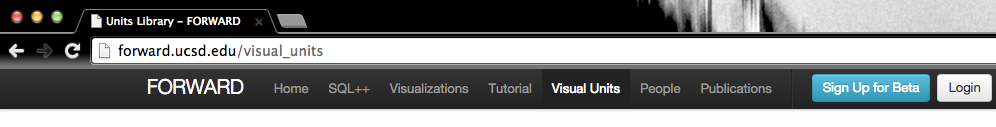 Units Library – FORWARD
forward.ucsd.edu/visual_units
FORWARD Home SQL++ Visualizations Tutorial Visual Units People Publications Sign Up for Beta Login